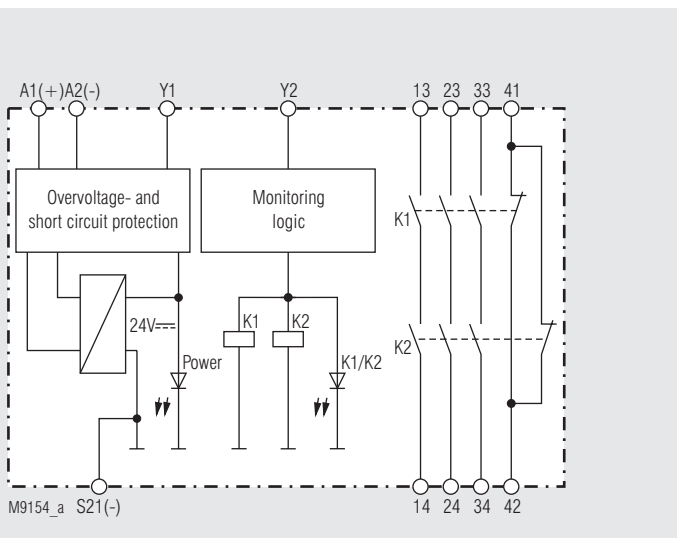 A1(+) A2(-) Y1 Y2 13 23 33 41
Overvoltage- and
short circuit protection
Monitoring
logic
K1
24V
K1 K2
K2
Power
K1/K2
M9154_a S21(-) 14 24 34 42